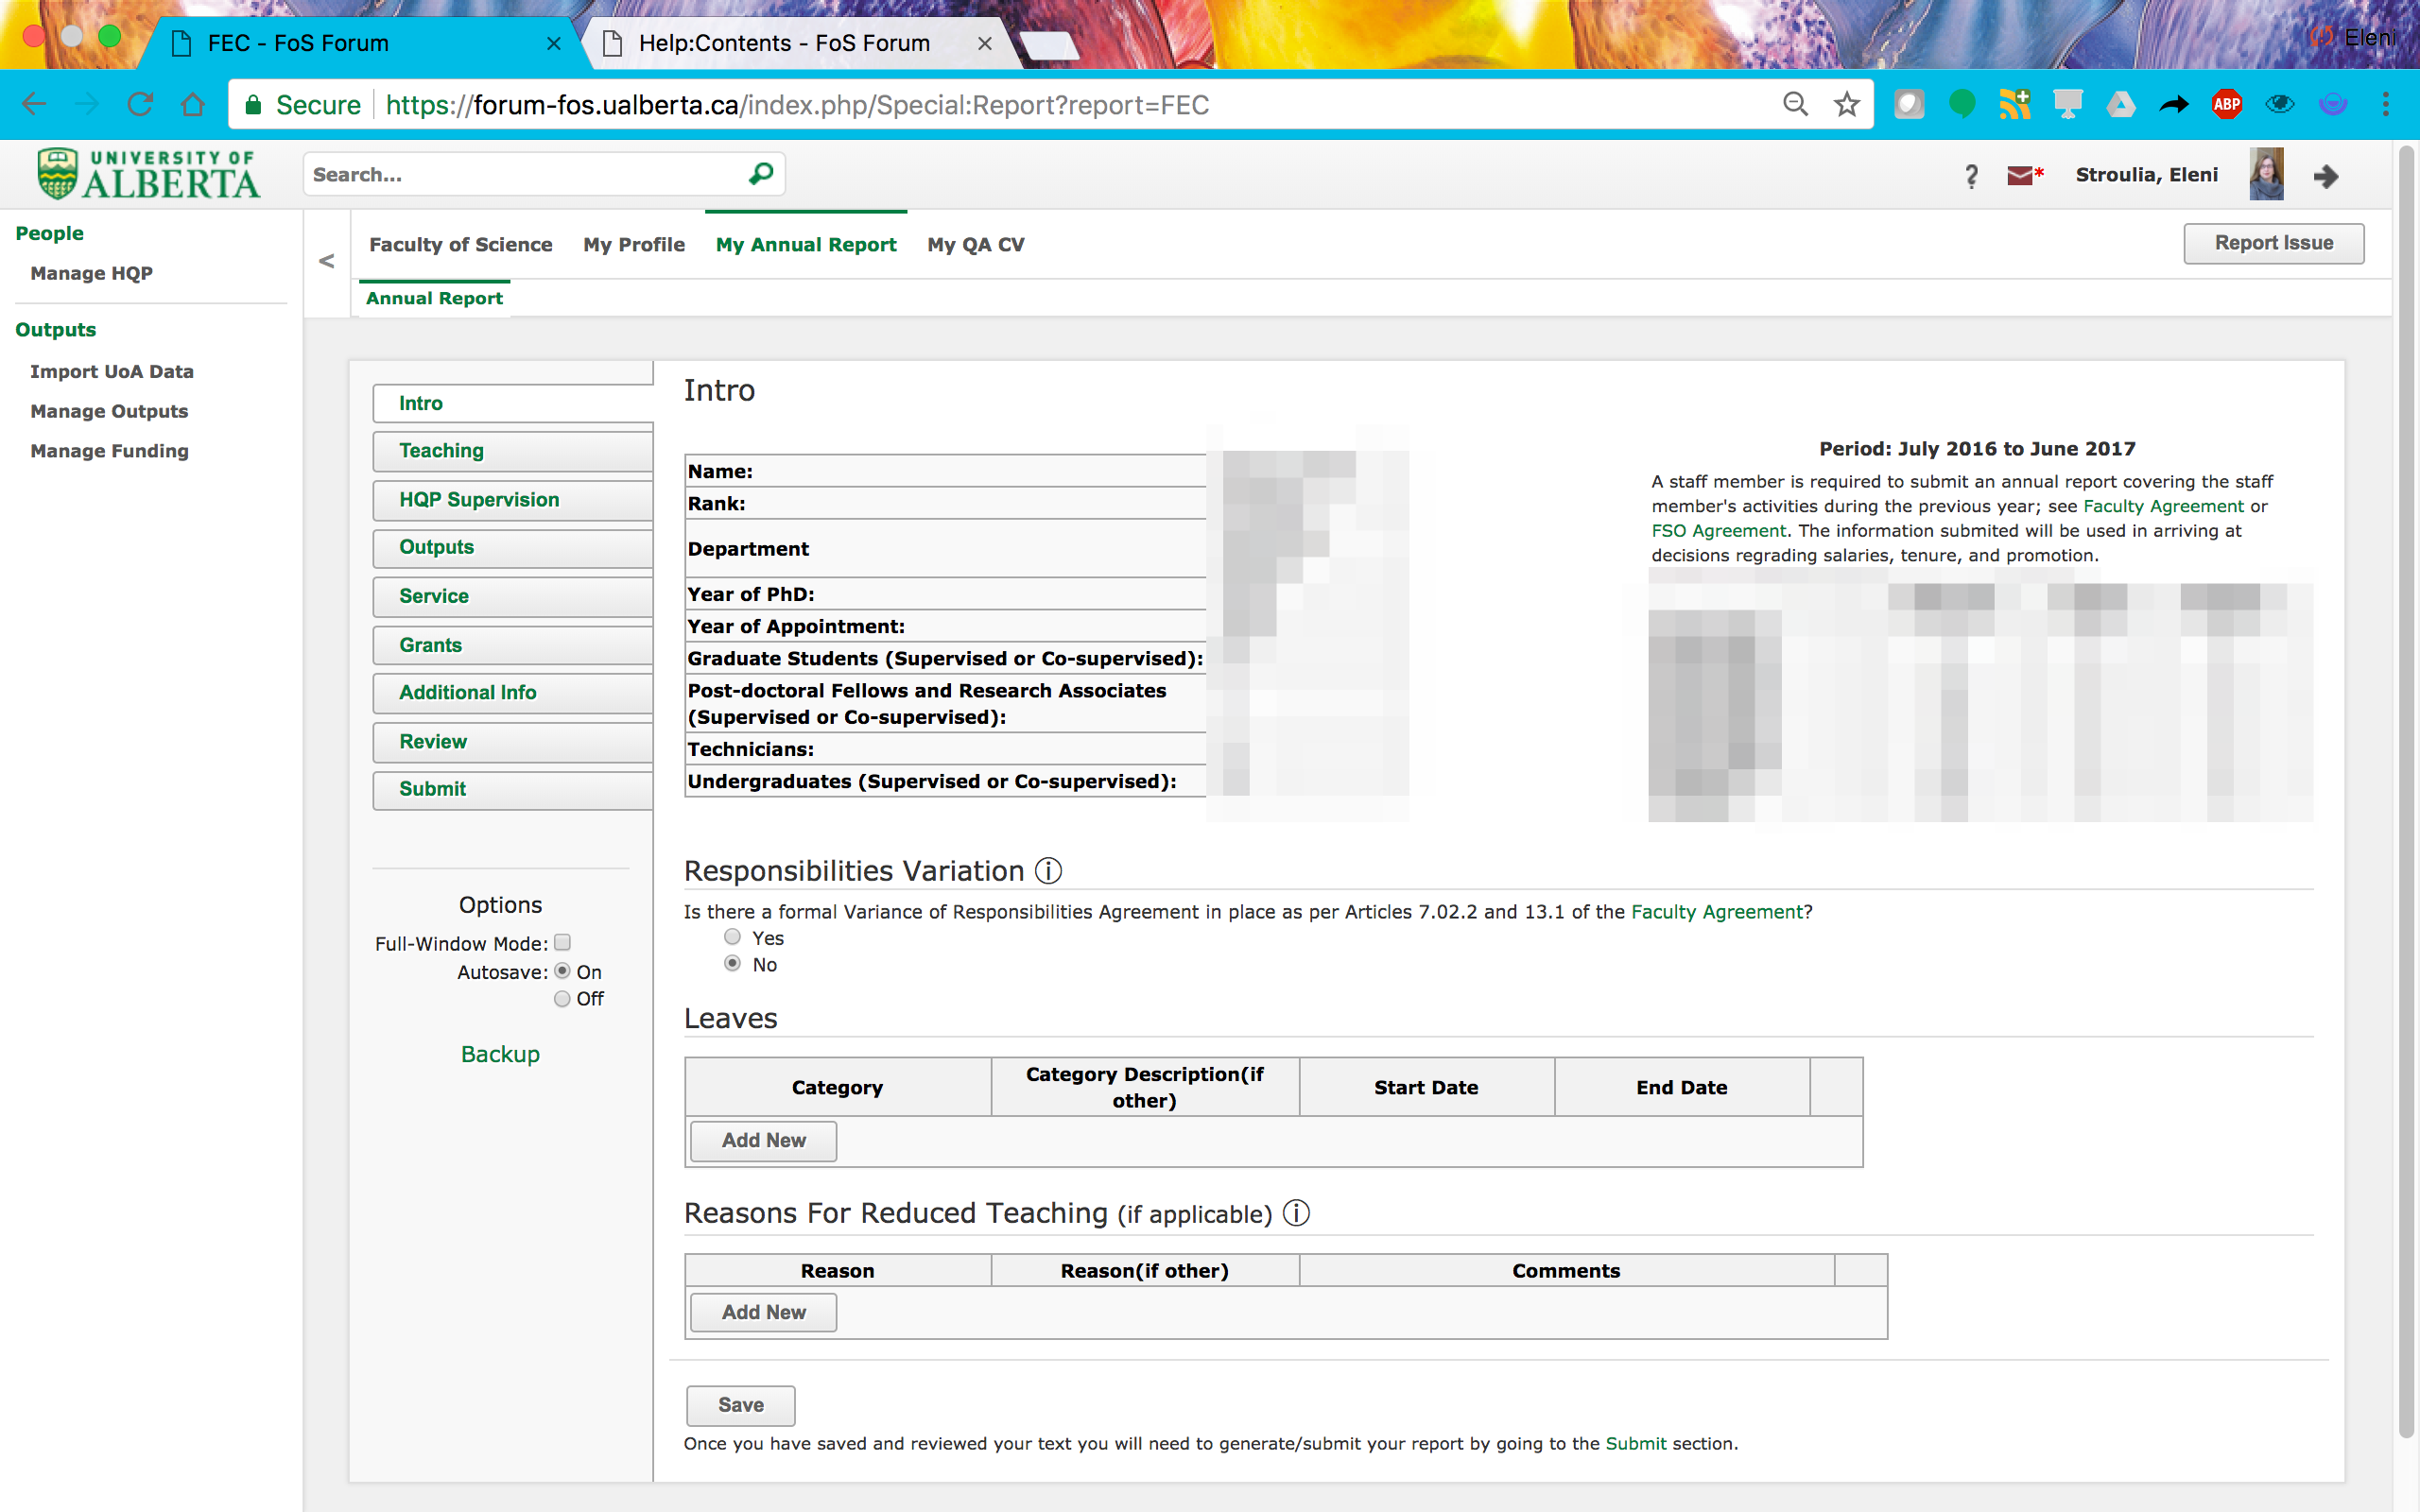 FEC - FoS Forum
Help:Contents - FoS Forum
Eleni
Secure https://forum-fos.ualberta.ca/index.php/Special:Report?report=FEC
ABP
UNIVERSITY OF
ALBERTA
Search...
?
*
Stroulia, Eleni
People
Manage HQP
Outputs
Import UoA Data
Manage Outputs
Manage Funding
<
Faculty of Science
My Profile
My Annual Report
My QA CV
Report Issue
Annual Report
Intro
Teaching
HQP Supervision
Outputs
Service
Grants
Additional Info
Review
Submit
Options
Full-Window Mode:
Autosave: On
Off
Backup
Intro
Name:
Rank:
Department
Year of PhD:
Year of Appointment:
Graduate Students (Supervised or Co-supervised):
Post-doctoral Fellows and Research Associates
(Supervised or Co-supervised):
Technicians:
Undergraduates (Supervised or Co-supervised):
Period: July 2016 to June 2017
A staff member is required to submit an annual report covering the staff
member's activities during the previous year; see Faculty Agreement or
FSO Agreement. The information submited will be used in arriving at
decisions regrading salaries, tenure, and promotion.
Responsibilities Variation i
Is there a formal Variance of Responsibilities Agreement in place as per Articles 7.02.2 and 13.1 of the Faculty Agreement?
Yes
No
Leaves
Category
Category Description(if
other)
Start Date
End Date
Add New
Reasons For Reduced Teaching (if applicable) i
Reason
Reason(if other)
Comments
Add New
Save
Once you have saved and reviewed your text you will need to generate/submit your report by going to the Submit section.